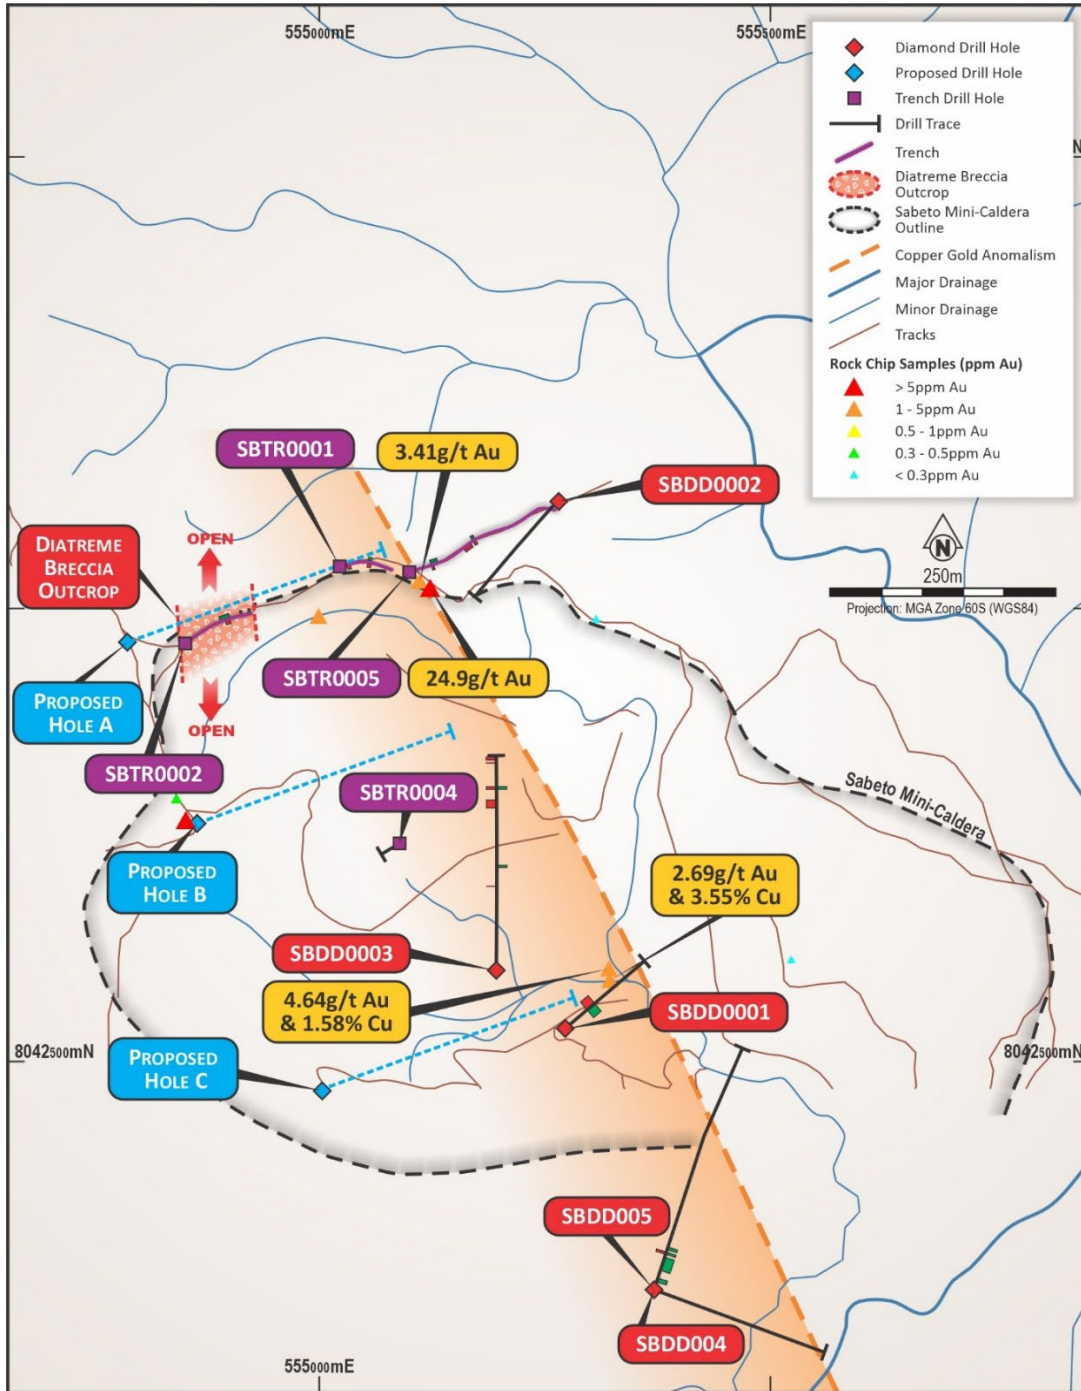 555000mE
555500mE
Diamond Drill Hole
Proposed Drill Hole
Trench Drill Hole
Drill Trace
Trench
Diatreme Breccia
Outcrop
Sabeto Mini-Caldera
Outline
Copper Gold Anomalism
Major Drainage
Minor Drainage
Tracks
Rock Chip Samples (ppm Au)
> 5ppm Au
1 - 5ppm Au
0.5 - 1ppm Au
0.3 - 0.5ppm Au
< 0.3ppm Au
N
N
250m
Projection: MGA Zone 60S (WGS84)
SBTR0001
3.41g/t Au
SBDD0002
DIATREME
BRECCIA
OUTCROP
OPEN
SBTR0005
24.9g/t Au
PROPOSED
HOLE A
OPEN
SBTR0002
SBTR0004
Sabeto Mini-Caldera
PROPOSED
HOLE B
2.69g/t Au
& 3.55% Cu
SBDD0003
4.64g/t Au
& 1.58% Cu
SBDD0001
8042500mN
8042500mN
PROPOSED
HOLE C
SBDD005
SBDD004
555000mE